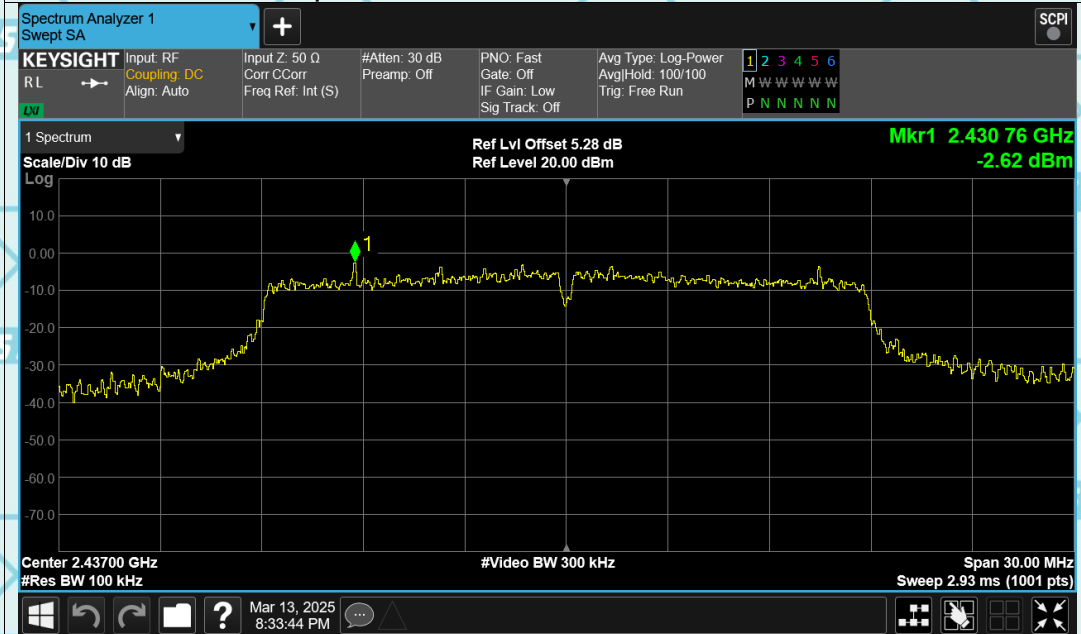 Spectrum Analyzer 1
Swept SA
+
SCPI
KEYSIGHT
R L
LXI
Input: RF
Coupling: DC
Align: Auto
Input Z: 50 Ω
Corr CCorr
Freq Ref: Int (S)
#Atten: 30 dB
Preamp: Off
PNO: Fast
Gate: Off
IF Gain: Low
Sig Track: Off
Avg Type: Log-Power
Avg|Hold: 100/100
Trig: Free Run
1 2 3 4 5 6
M W W W W W
P N N N N N
1 Spectrum
Scale/Div 10 dB
Log
Ref Lvl Offset 5.28 dB
Ref Level 20.00 dBm
Mkr1 2.430 76 GHz
-2.62 dBm
10.0
0.00
-10.0
-20.0
-30.0
-40.0
-50.0
-60.0
-70.0
1
Center 2.43700 GHz
#Res BW 100 kHz
#Video BW 300 kHz
Span 30.00 MHz
Sweep 2.93 ms (1001 pts)
?
Mar 13, 2025
8:33:44 PM